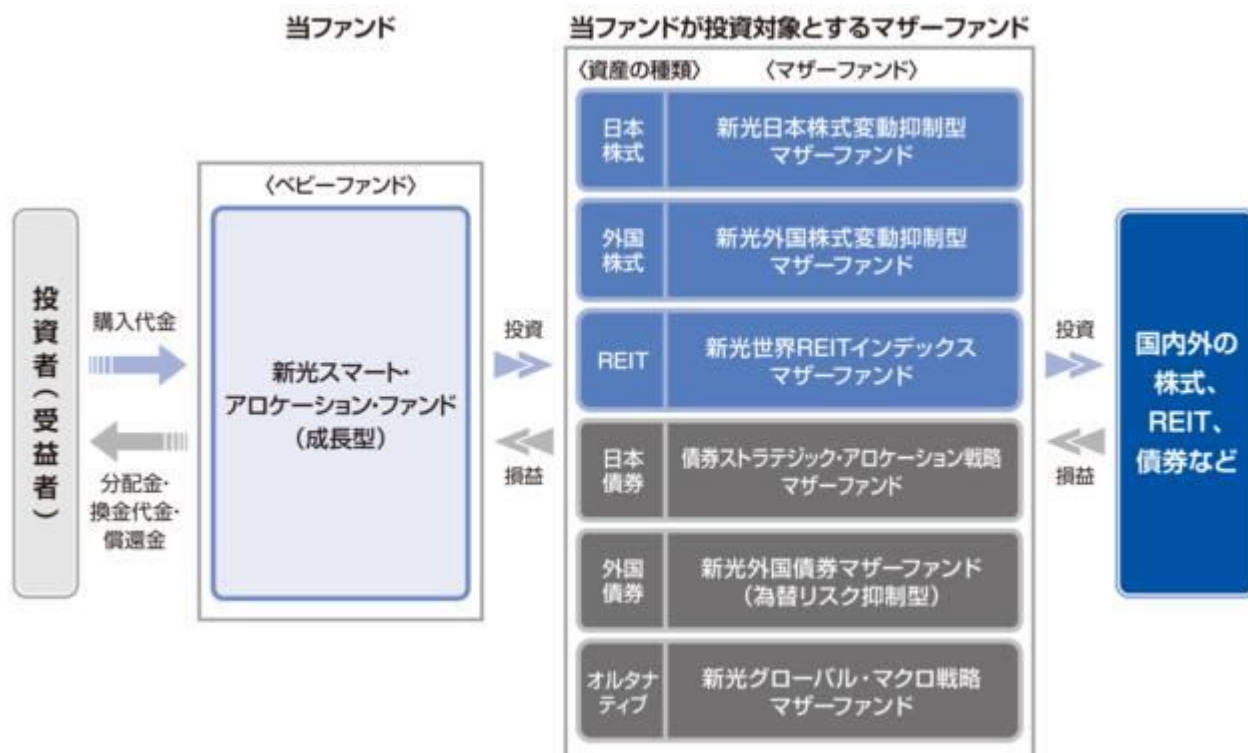 当ファンド
当ファンドが投資対象とするマザーファンド
〈資産の種類〉
〈マザーファンド〉
投資者（受益者）
購入代金
分配金・
換金代金・
償還金
〈ベビーファンド〉
新光スマート・
アロケーション・ファンド
（成長型）
投資
損益
日本
株式
新光日本株式変動抑制型
マザーファンド
外国
株式
新光外国株式変動抑制型
マザーファンド
REIT
新光世界REITインデックス
マザーファンド
日本
債券
債券ストラテジック・アロケーション戦略
マザーファンド
外国
債券
新光外国債券マザーファンド
（為替リスク抑制型）
オルタナ
ティブ
新光グローバル・マクロ戦略
マザーファンド
投資
損益
国内外の
株式、
REIT、
債券など